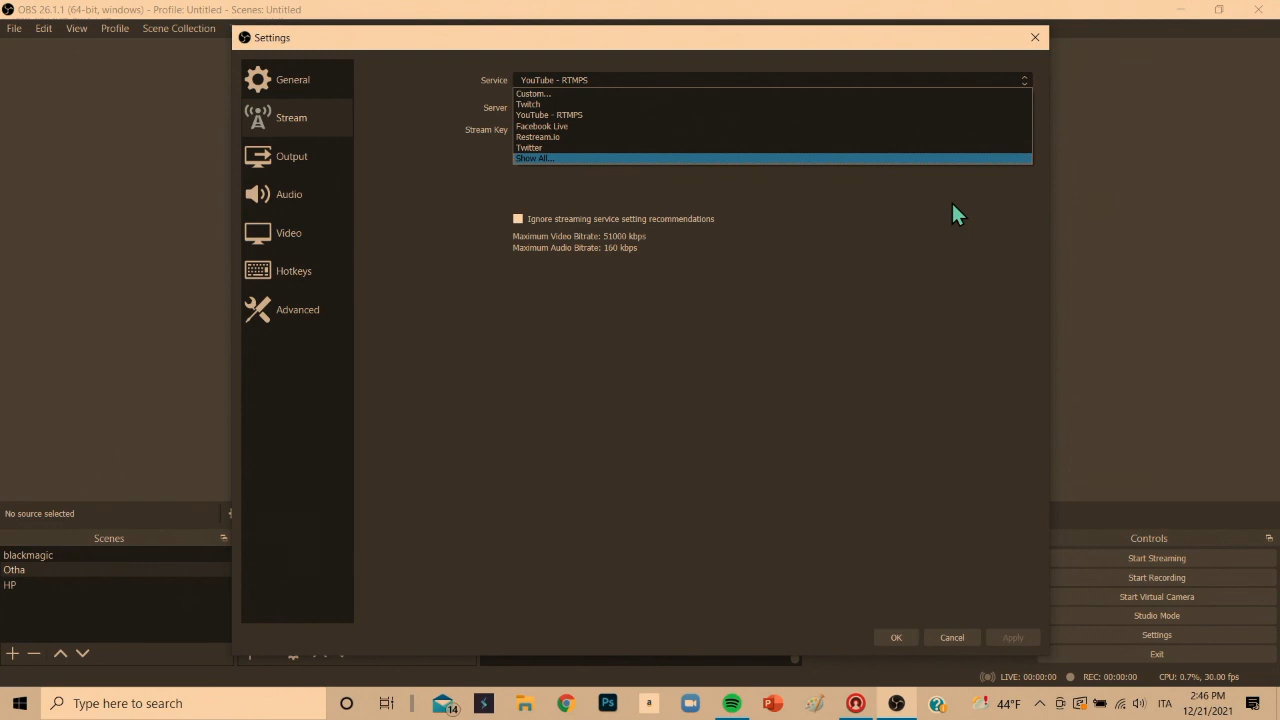 OBS 26.1.1 (64-bit, windows) - Profile: Untitled - Scenes: Untitled
File Edit View Profile Scene Collection
Settings
General
Stream
Output
Audio
Video
Hotkeys
Advanced
Service YouTube - RTMPS
Custom...
Twitch
Server
YouTube - RTMPS
Facebook Live
Stream Key
Restream.io
Twitter
Show All...
Ignore streaming service setting recommendations
Maximum Video Bitrate: 51000 kbps
Maximum Audio Bitrate: 160 kbps
OK Cancel Apply
No source selected
Scenes
blackmagic
Otha
HP
Controls
Start Streaming
Start Recording
Start Virtual Camera
Studio Mode
Settings
Exit
LIVE: 00:00:00 REC: 00:00:00 CPU: 0.7%, 30.00 fps
Type here to search
14
Ps
a
44°F
ITA
2:46 PM
12/21/2021